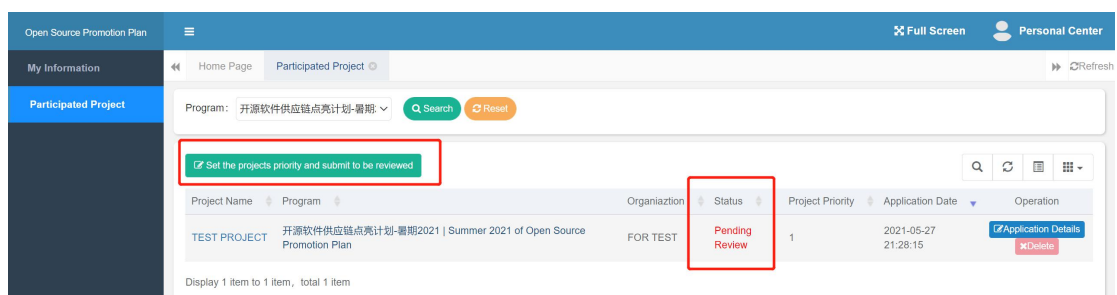 Open Source Promotion Plan
Full Screen
Personal Center
My Information
Home Page
Participated Project
Refresh
Participated Project
Program:
开源软件供应链点亮计划-暑期
Search
Reset
Set the projects priority and submit to be reviewed
Project Name
Program
Organiaztion
Status
Project Priority
Application Date
Operation
TEST PROJECT
开源软件供应链点亮计划-暑期2021 | Summer 2021 of Open Source
Promotion Plan
FOR TEST
Pending
Review
1
2021-05-27
21:28:15
Application Details
Delete
Display 1 item to 1 item，total 1 item